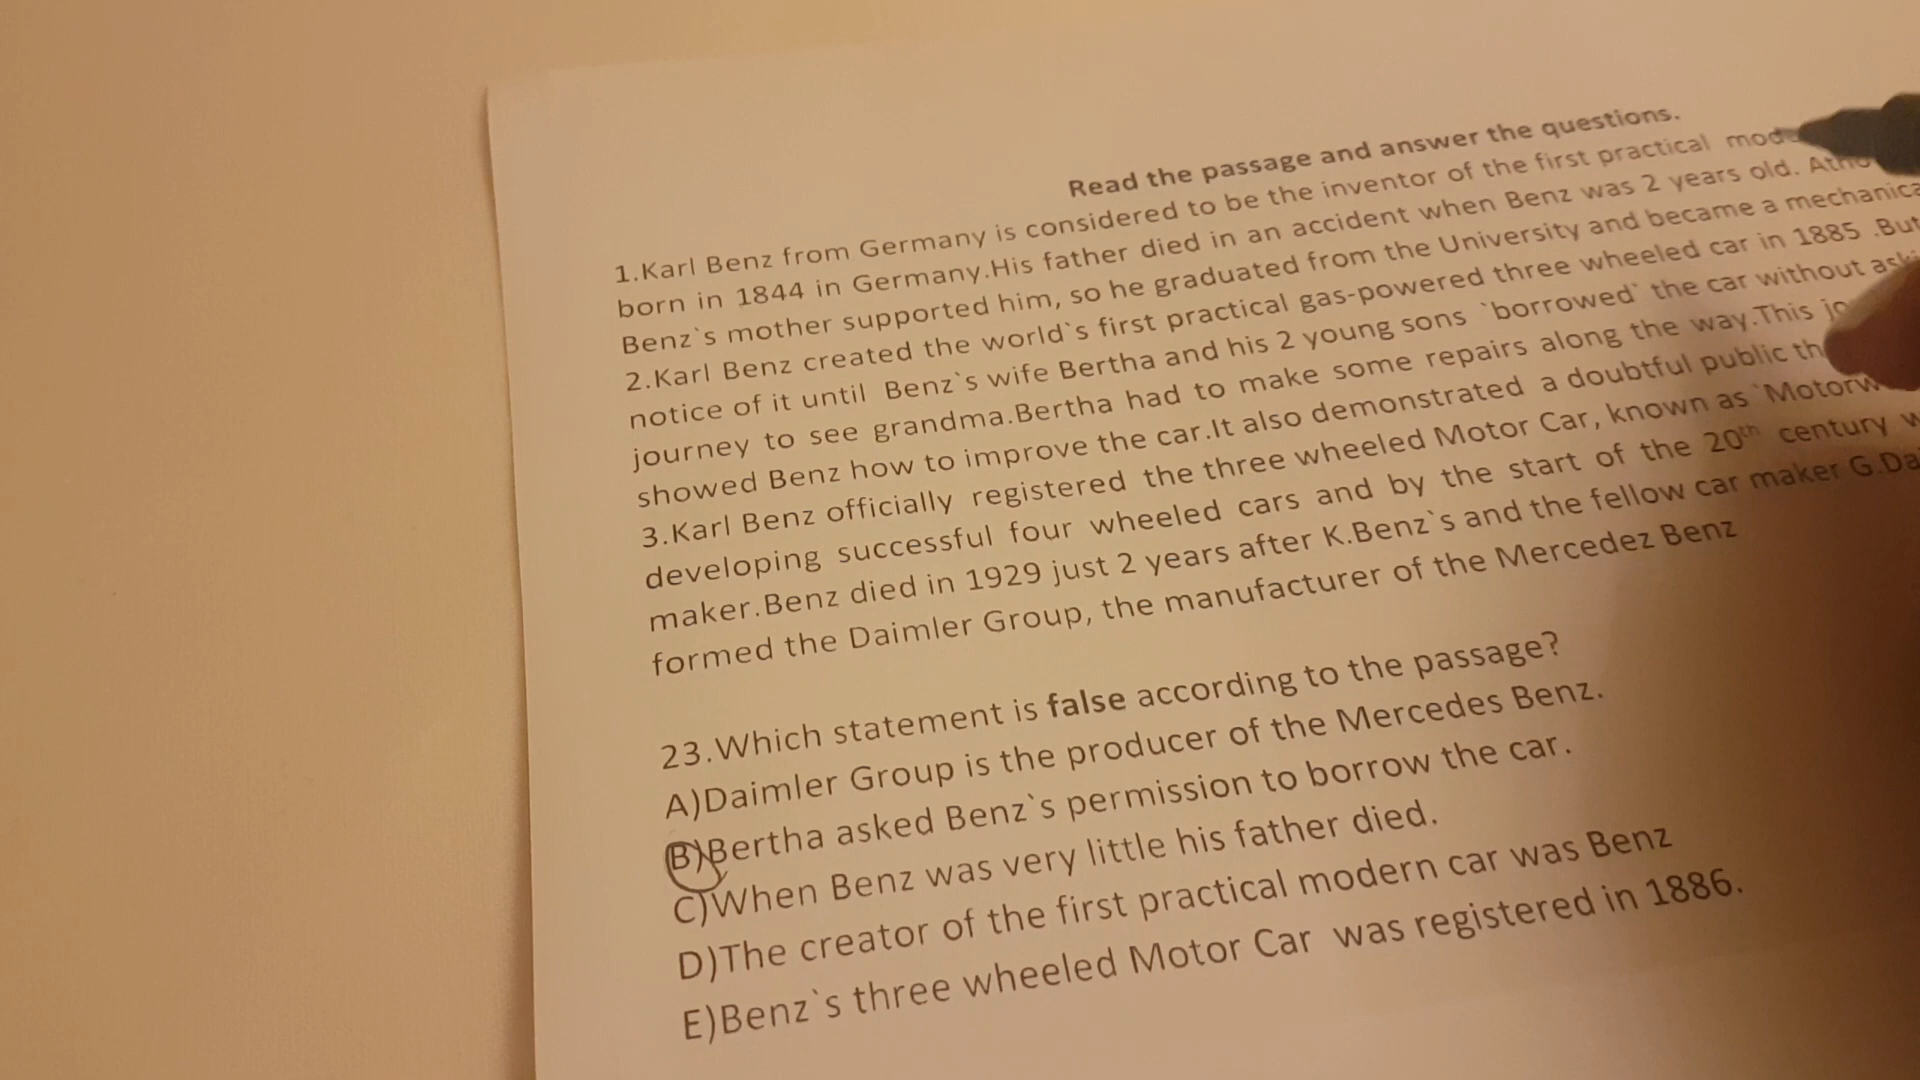 Read the passage and answer the questions.
1.Karl Benz from Germany is considered to be the inventor of the first practical
born in 1844 in Germany.His father died in an accident when Benz was 2 years old.
Benz`s mother supported him, so he graduated from the University and became a
2.Karl Benz created the world`s first practical gas-powered three wheeled car in 1885 .But
notice of it until Benz`s wife Bertha and his 2 young sons `borrowed` the car without
journey to see grandma.Bertha had to make some repairs along the way.This
showed Benz how to improve the car.It also demonstrated a doubtful public
3.Karl Benz officially registered the three wheeled Motor Car, known as
developing successful four wheeled cars and by the start of the 20th century
maker.Benz died in 1929 just 2 years after K.Benz`s and the fellow car maker
formed the Daimler Group, the manufacturer of the Mercedez Benz
23.Which statement is false according to the passage?
A)Daimler Group is the producer of the Mercedes Benz.
B)Bertha asked Benz`s permission to borrow the car.
C)When Benz was very little his father died.
D)The creator of the first practical modern car was Benz
E)Benz`s three wheeled Motor Car was registered in 1886.